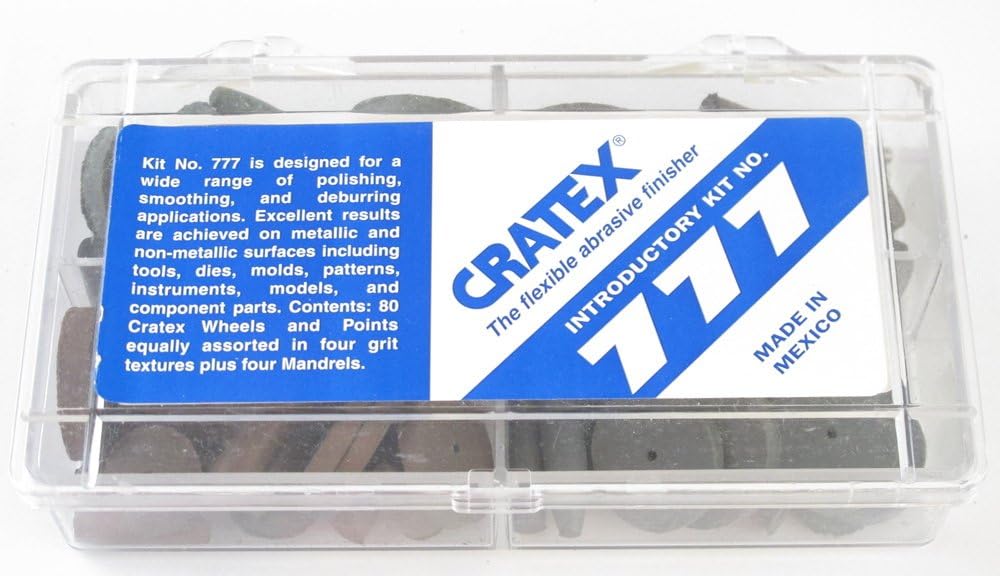 Kit No. 777 is designed for a
wide range of polishing,
smoothing, and deburring
applications. Excellent results
are achieved on metallic and
non-metallic surfaces including
tools, dies, molds, patterns,
instruments, models, and
component parts. Contents: 80
Cratex Wheels and Points
equally assorted in four grit
textures plus four Mandrels.
CRATEX®
The flexible abrasive finisher
INTRODUCTORY KIT NO.
777
MADE IN
MEXICO